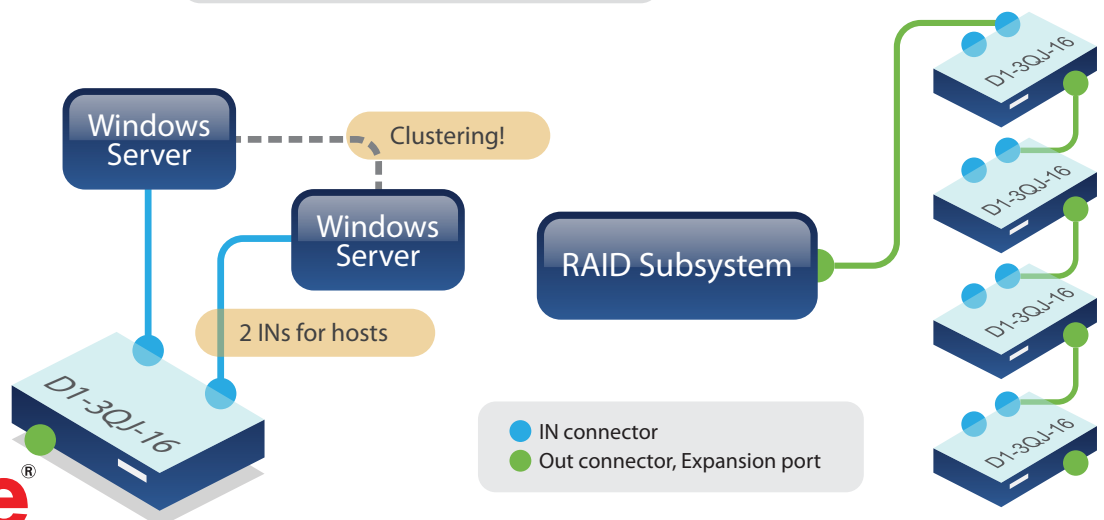 Windows
Server
Clustering!
Windows
Server
2 INs for hosts
D1-3QJ-16
RAID Subsystem
D1-3QJ-16
D1-3QJ-16
D1-3QJ-16
D1-3QJ-16
IN connector
Out connector, Expansion port
e®